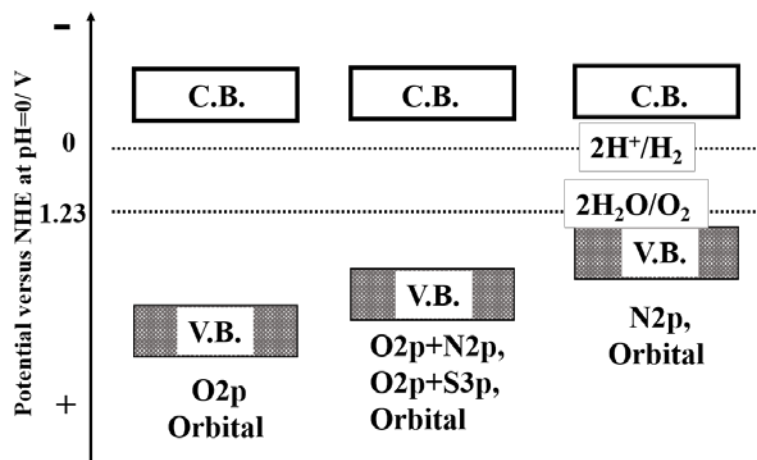 −
Potential versus NHE at pH=0/ V
0
1.23
+
C.B.
C.B.
C.B.
2H⁺/H₂
2H₂O/O₂
V.B.
V.B.
V.B.
O2p
Orbital
O2p+N2p,
O2p+S3p,
Orbital
N2p,
Orbital